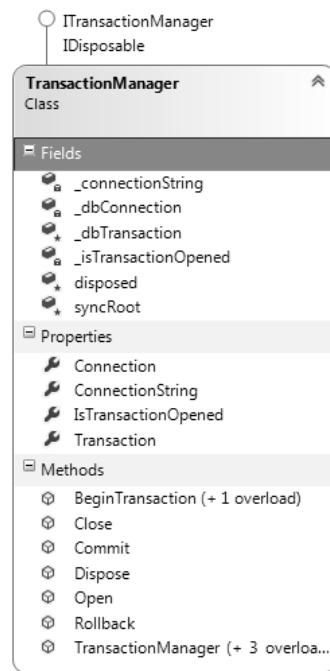 ITransactionManager
IDisposable
TransactionManager
Class
Fields
_connectionString
_dbConnection
_dbTransaction
_isTransactionOpened
disposed
syncRoot
Properties
Connection
ConnectionString
IsTransactionOpened
Transaction
Methods
BeginTransaction (+ 1 overload)
Close
Commit
Dispose
Open
Rollback
TransactionManager (+ 3 overloa...